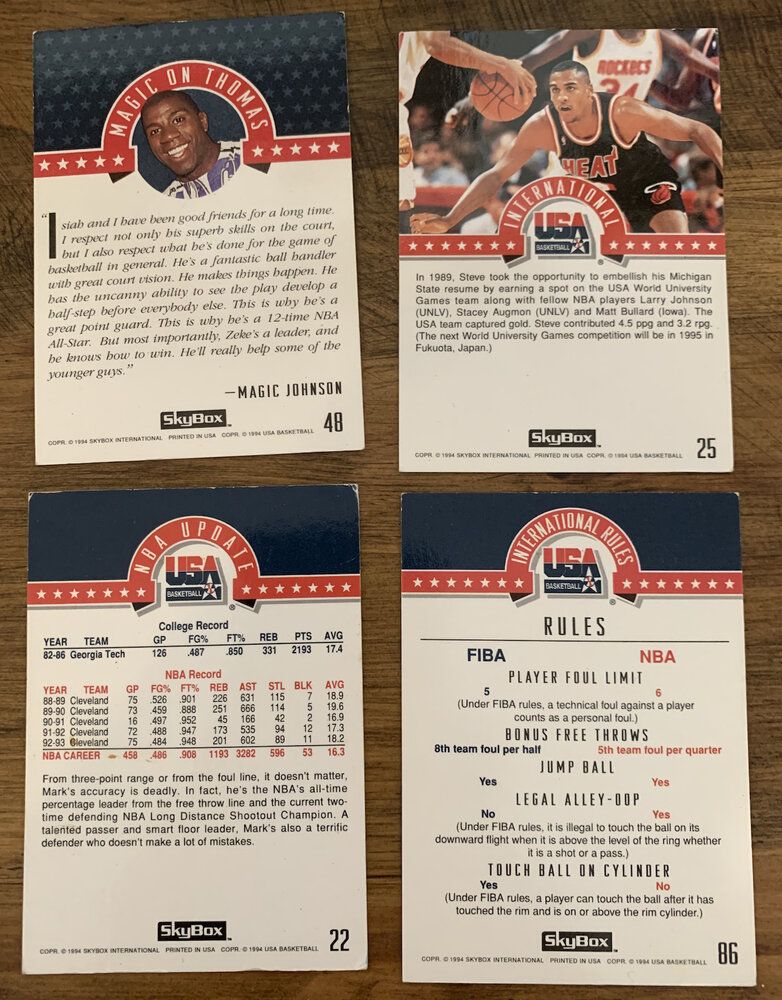 MAGIC ON THOMAS
“Isiah and I have been good friends for a long time.
I respect not only his superb skills on the court,
but I also respect what he's done for the game of
basketball in general. He's a fantastic ball handler
with great court vision. He makes things happen. He
has the uncanny ability to see the play develop a
half-step before everybody else. This is why he's a
great point guard. This is why he's a 12-time NBA
All-Star. But most importantly, Zeke's a leader, and
he knows how to win. He'll really help some of the
younger guys.”
—MAGIC JOHNSON
SkyBox™
48
COPR. © 1994 SKYBOX INTERNATIONAL PRINTED IN USA COPR. © 1994 USA BASKETBALL
ROCKETS
34
HEAT
INTERNATIONAL
USA
BASKETBALL
®
In 1989, Steve took the opportunity to embellish his Michigan
State resume by earning a spot on the USA World University
Games team along with fellow NBA players Larry Johnson
(UNLV), Stacey Augmon (UNLV) and Matt Bullard (Iowa). The
USA team captured gold. Steve contributed 4.5 ppg and 3.2 rpg.
(The next World University Games competition will be in 1995 in
Fukuota, Japan.)
SkyBox™
25
COPR. © 1994 SKYBOX INTERNATIONAL PRINTED IN USA COPR. © 1994 USA BASKETBALL
NBA UPDATE
USA
BASKETBALL
®
College Record
YEAR TEAM GP FG% FT% REB PTS AVG
82-86 Georgia Tech 126 .487 .850 331 2193 17.4
NBA Record
YEAR TEAM GP FG% FT% REB AST STL BLK AVG
88-89 Cleveland 75 .526 .901 226 631 115 7 18.9
89-90 Cleveland 73 .459 .888 251 666 114 5 19.6
90-91 Cleveland 16 .497 .952 45 166 42 2 16.9
91-92 Cleveland 72 .488 .947 173 535 94 12 17.3
92-93 Cleveland 75 .484 .948 201 602 89 11 18.2
NBA CAREER 458 .486 .908 1193 3282 596 53 16.3
From three-point range or from the foul line, it doesn't matter,
Mark's accuracy is deadly. In fact, he's the NBA's all-time
percentage leader from the free throw line and the current two-
time defending NBA Long Distance Shootout Champion. A
talented passer and smart floor leader, Mark's also a terrific
defender who doesn't make a lot of mistakes.
SkyBox™
22
COPR. © 1994 SKYBOX INTERNATIONAL PRINTED IN USA COPR. © 1994 USA BASKETBALL
INTERNATIONAL RULES
USA
BASKETBALL
®
RULES
FIBA NBA
PLAYER FOUL LIMIT
5 6
(Under FIBA rules, a technical foul against a player
counts as a personal foul.)
BONUS FREE THROWS
8th team foul per half 5th team foul per quarter
JUMP BALL
Yes Yes
LEGAL ALLEY-OOP
No Yes
(Under FIBA rules, it is illegal to touch the ball on its
downward flight when it is above the level of the ring whether
it is a shot or a pass.)
TOUCH BALL ON CYLINDER
Yes No
(Under FIBA rules, a player can touch the ball after it has
touched the rim and is on or above the rim cylinder.)
SkyBox™
86
COPR. © 1994 SKYBOX INTERNATIONAL PRINTED IN USA COPR. © 1994 USA BASKETBALL